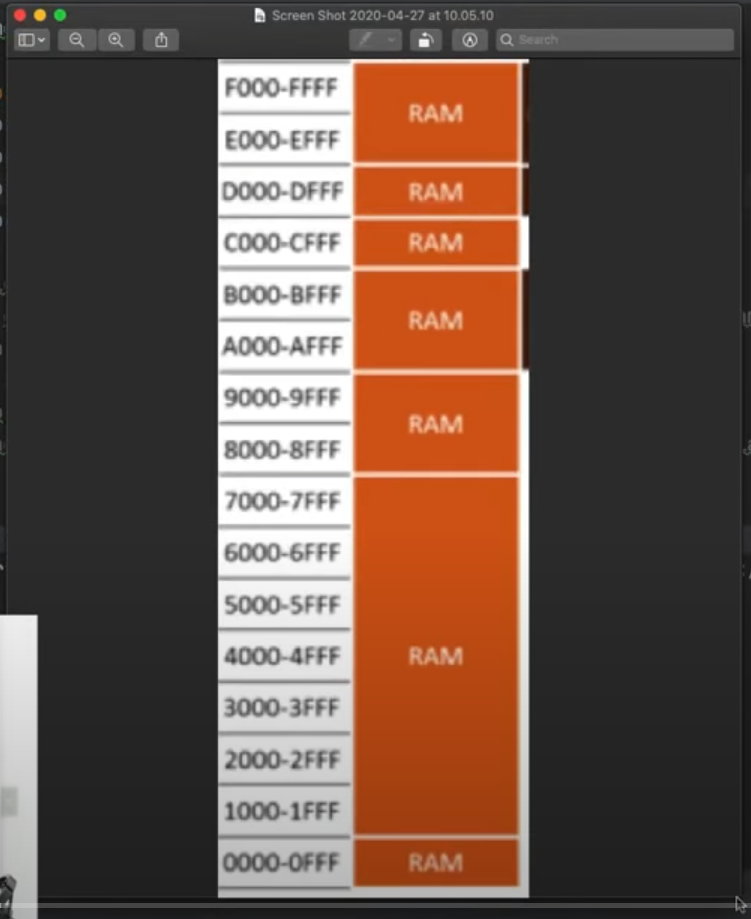 Screen Shot 2020-04-27 at 10.05.10
Search
F000-FFFF
RAM
E000-EFFF
D000-DFFF RAM
C000-CFFF RAM
B000-BFFF
RAM
A000-AFFF
9000-9FFF
RAM
8000-8FFF
7000-7FFF
6000-6FFF
5000-5FFF
4000-4FFF RAM
3000-3FFF
2000-2FFF
1000-1FFF
0000-0FFF RAM